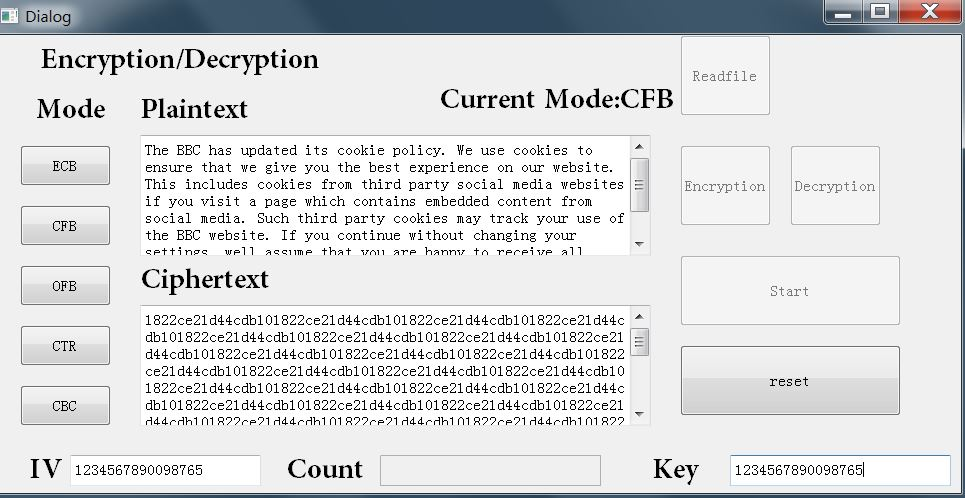 Dialog
Encryption/Decryption
Mode
Plaintext
Current Mode:CFB
Readfile
ECB
CFB
OFB
CTR
CBC
The BBC has updated its cookie policy. We use cookies to
ensure that we give you the best experience on our website.
This includes cookies from third party social media websites
if you visit a page which contains embedded content from
social media. Such third party cookies may track your use of
the BBC website. If you continue without changing your
settings, well assume that you are happy to receive all
Encryption
Decryption
Ciphertext
1822ce21d44cdb101822ce21d44cdb101822ce21d44cdb101822ce21d44c
db101822ce21d44cdb101822ce21d44cdb101822ce21d44cdb101822ce21
d44cdb101822ce21d44cdb101822ce21d44cdb101822ce21d44cdb101822
ce21d44cdb101822ce21d44cdb101822ce21d44cdb101822ce21d44cdb10
1822ce21d44cdb101822ce21d44cdb101822ce21d44cdb101822ce21d44c
db101822ce21d44cdb101822ce21d44cdb101822ce21d44cdb101822ce21
d44cdb101822ce21d44cdb101822ce21d44cdb101822ce21d44cdb101822
Start
reset
IV
1234567890098765
Count
Key
1234567890098765